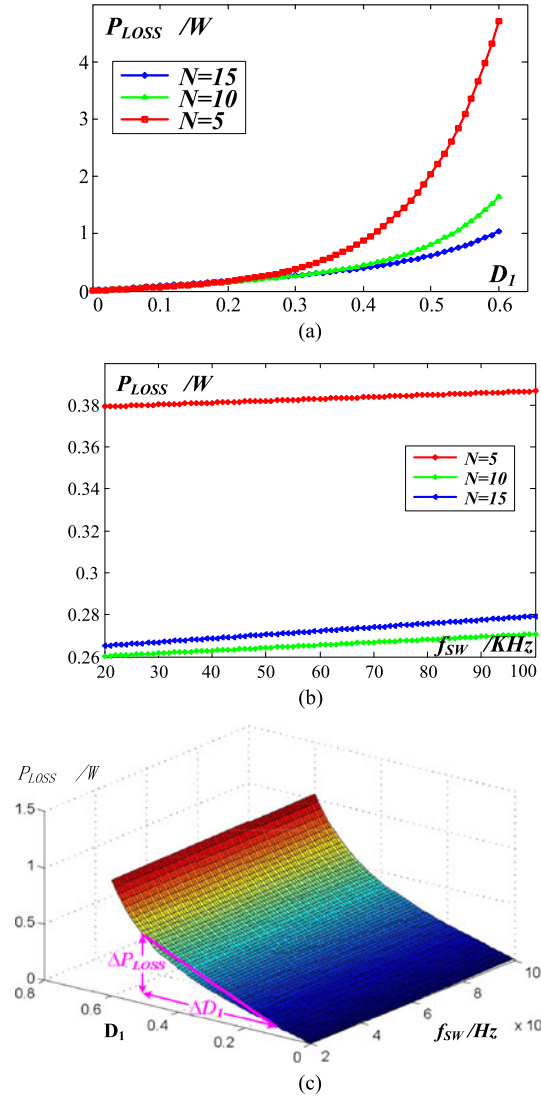 P_LOSS /W
4
3
2
1
0
N=15
N=10
N=5
0 0.1 0.2 0.3 0.4 0.5 0.6
D_1
(a)
P_LOSS /W
0.38
0.36
0.34
0.32
0.3
0.28
0.26
N=5
N=10
N=15
f_SW /KHz
20 30 40 50 60 70 80 90 100
(b)
P_LOSS /W
1.5
1
0.5
0
ΔP_LOSS
ΔD_1
0.8 0.6 0.4 0.2 0
D_1
2 4 6 8 10
f_SW/Hz
x 10
(c)